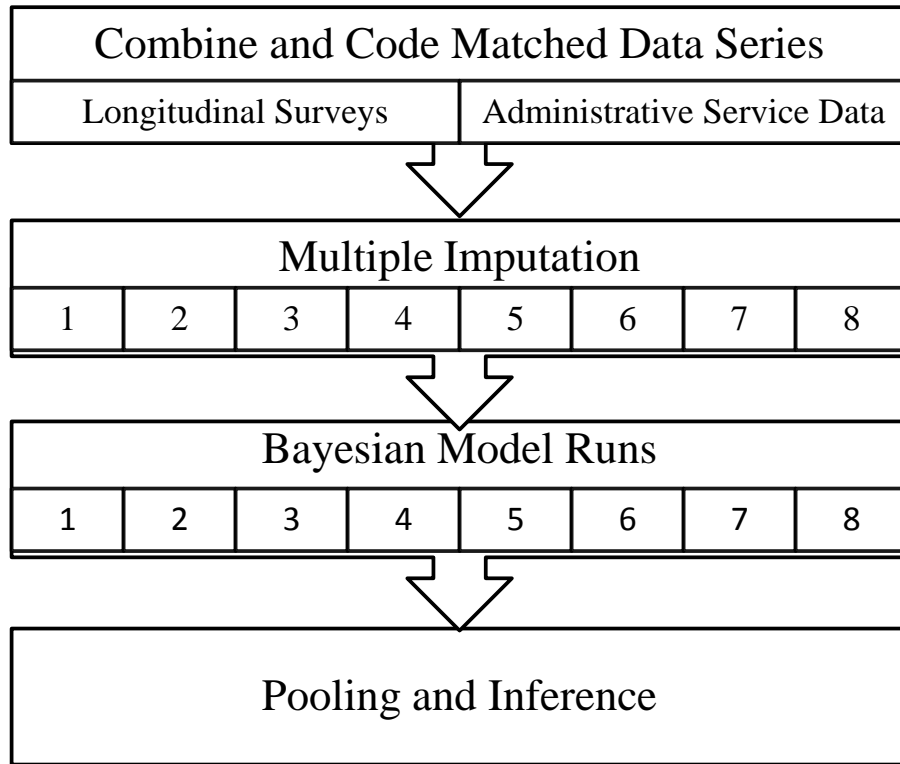 Combine and Code Matched Data Series
Longitudinal Surveys Administrative Service Data
Multiple Imputation
1 2 3 4 5 6 7 8
Bayesian Model Runs
1 2 3 4 5 6 7 8
Pooling and Inference